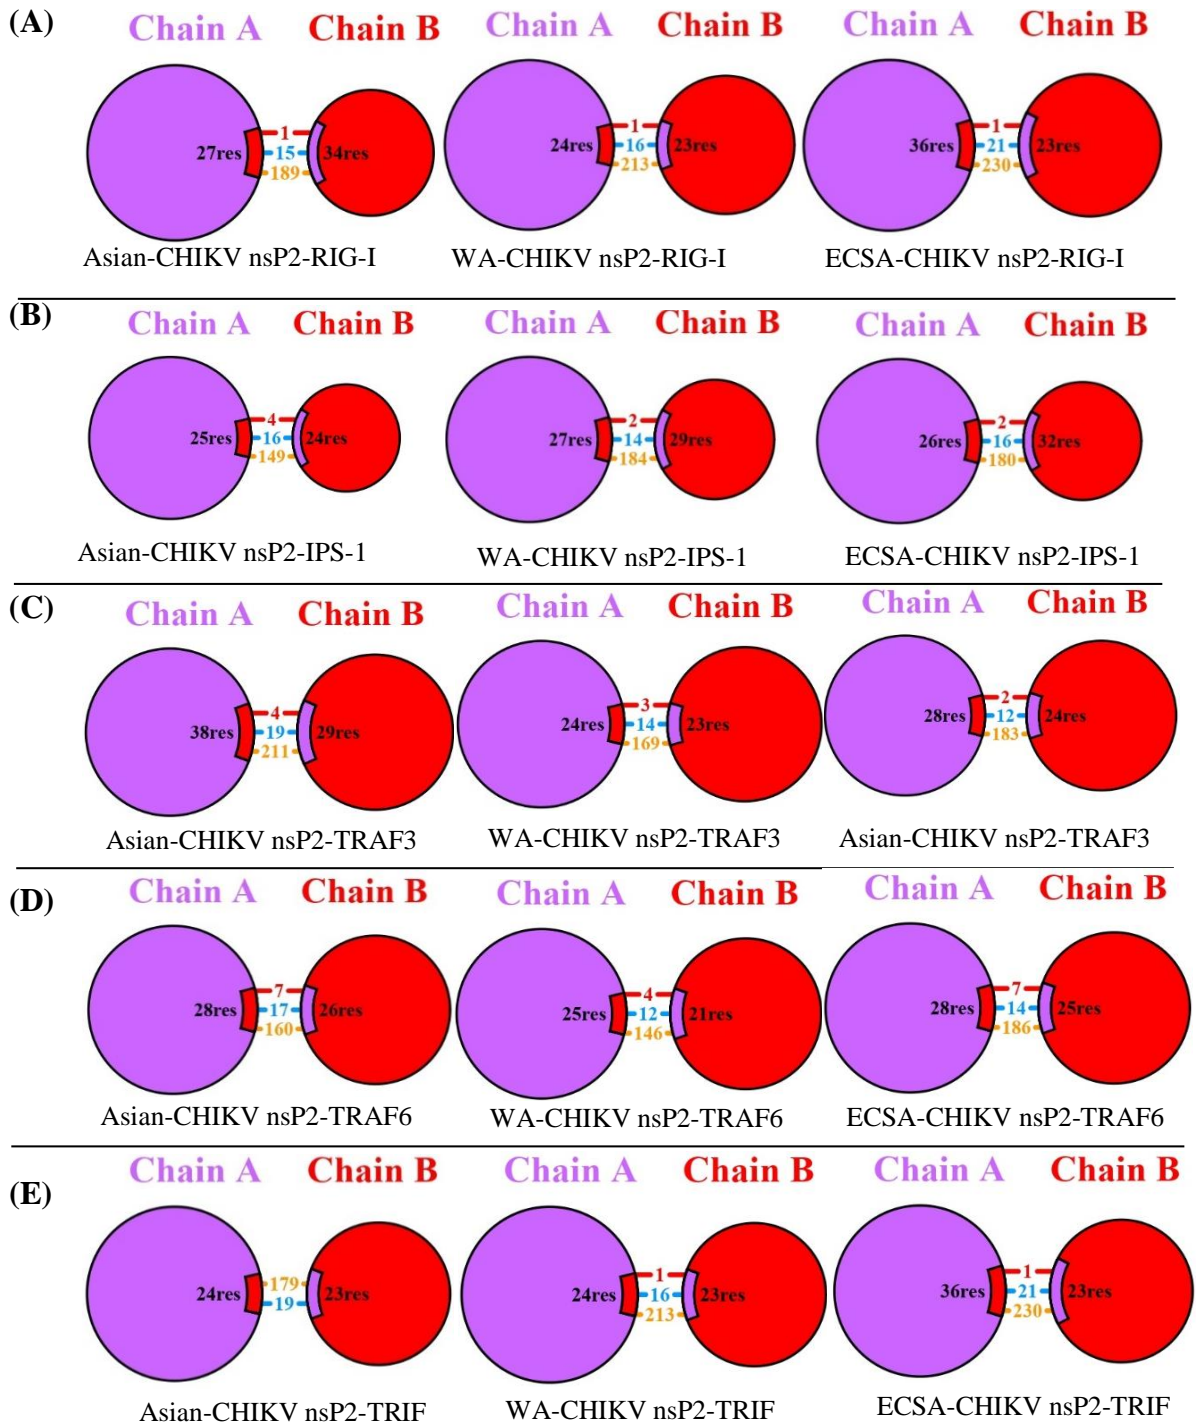 (A) Chain A Chain B Chain A Chain B Chain A Chain B
27res 1 15 189 34res
24res 1 16 213 23res
36res 1 21 230 23res
Asian-CHIKV nsP2-RIG-I WA-CHIKV nsP2-RIG-I ECSA-CHIKV nsP2-RIG-I
(B) Chain A Chain B Chain A Chain B Chain A Chain B
25res 4 16 149 24res
27res 2 14 184 29res
26res 2 16 180 32res
Asian-CHIKV nsP2-IPS-1 WA-CHIKV nsP2-IPS-1 ECSA-CHIKV nsP2-IPS-1
(C) Chain A Chain B Chain A Chain B Chain A Chain B
38res 4 19 211 29res
24res 3 14 169 23res
28res 2 12 183 24res
Asian-CHIKV nsP2-TRAF3 WA-CHIKV nsP2-TRAF3 Asian-CHIKV nsP2-TRAF3
(D) Chain A Chain B Chain A Chain B Chain A Chain B
28res 7 17 160 26res
25res 4 12 146 21res
28res 7 14 186 25res
Asian-CHIKV nsP2-TRAF6 WA-CHIKV nsP2-TRAF6 ECSA-CHIKV nsP2-TRAF6
(E) Chain A Chain B Chain A Chain B Chain A Chain B
24res 179 19 23res
24res 1 16 213 23res
36res 1 21 230 23res
Asian-CHIKV nsP2-TRIF WA-CHIKV nsP2-TRIF ECSA-CHIKV nsP2-TRIF